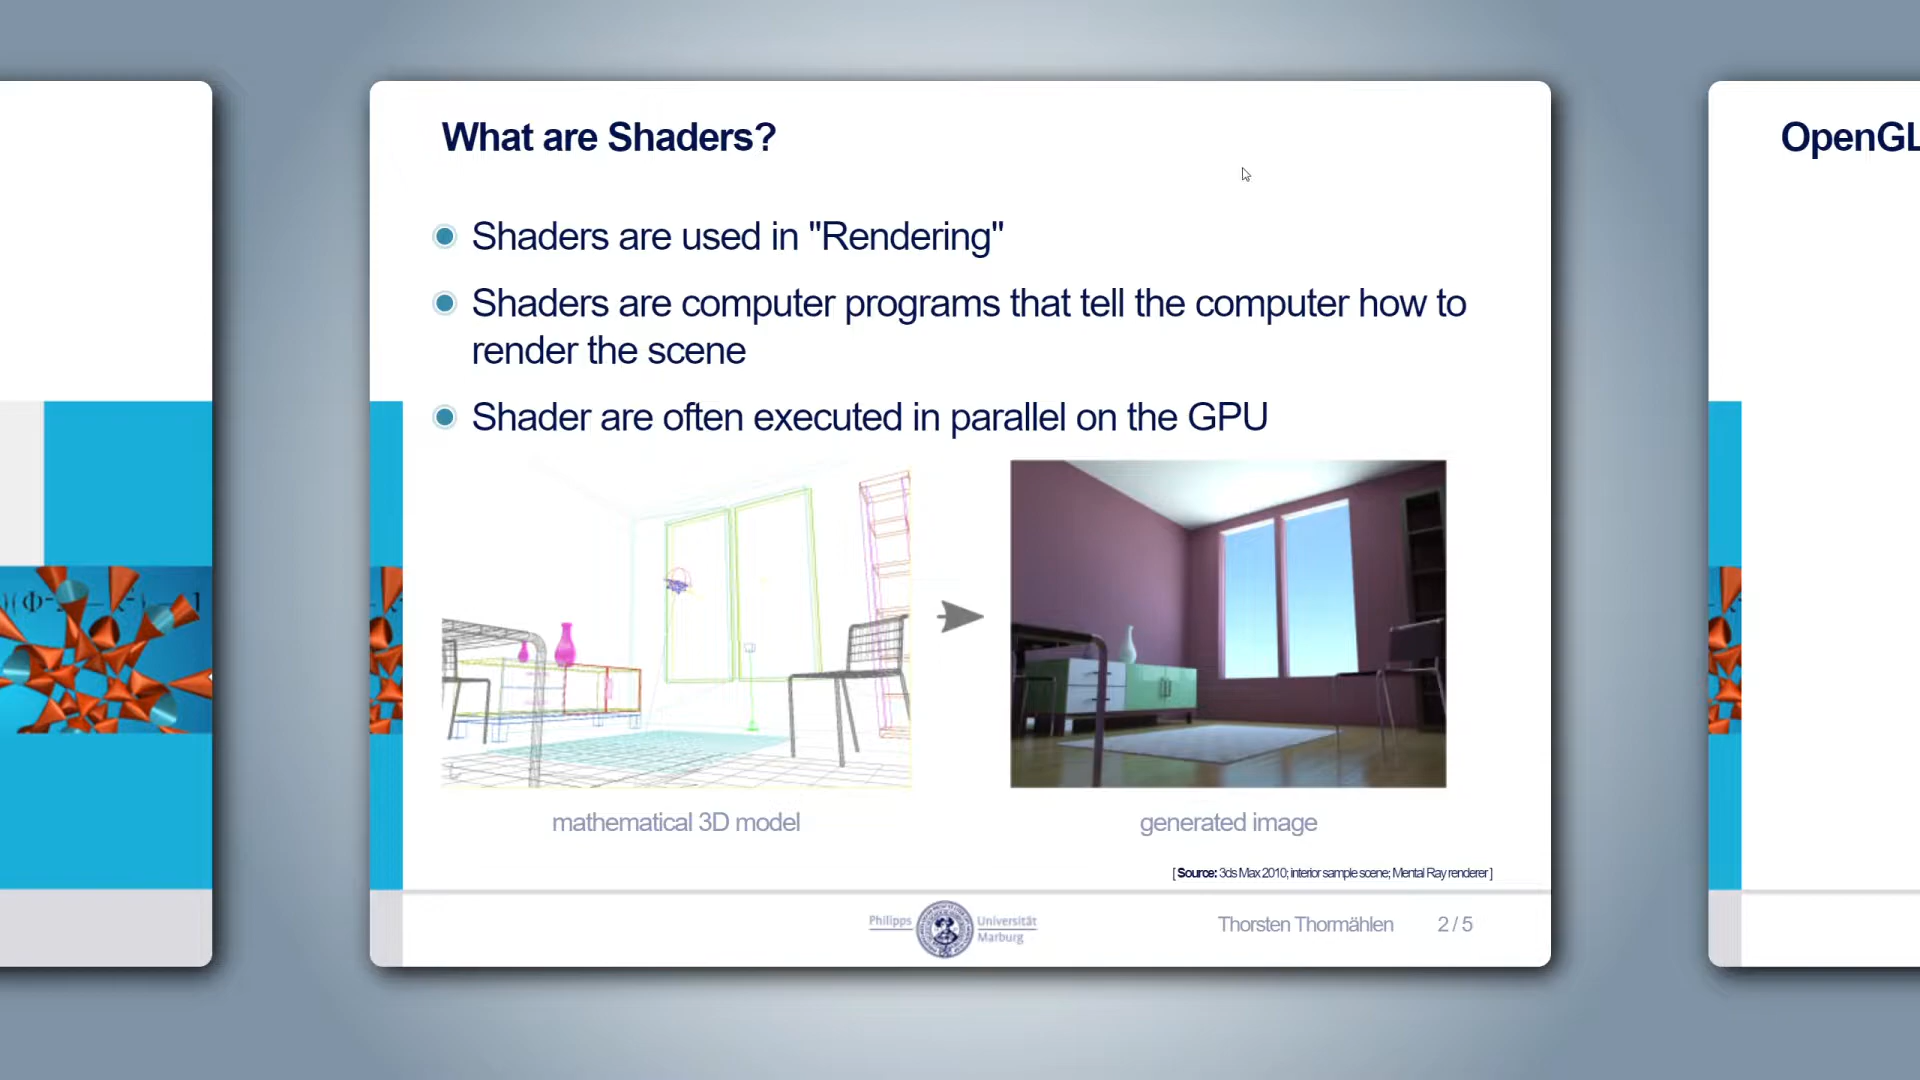 What are Shaders?
Shaders are used in "Rendering"
Shaders are computer programs that tell the computer how to
render the scene
Shader are often executed in parallel on the GPU
mathematical 3D model
generated image
[ Source: 3ds Max 2010; interior sample scene; Mental Ray renderer ]
Philipps Universität
Marburg
Thorsten Thormählen 2 / 5
OpenGL